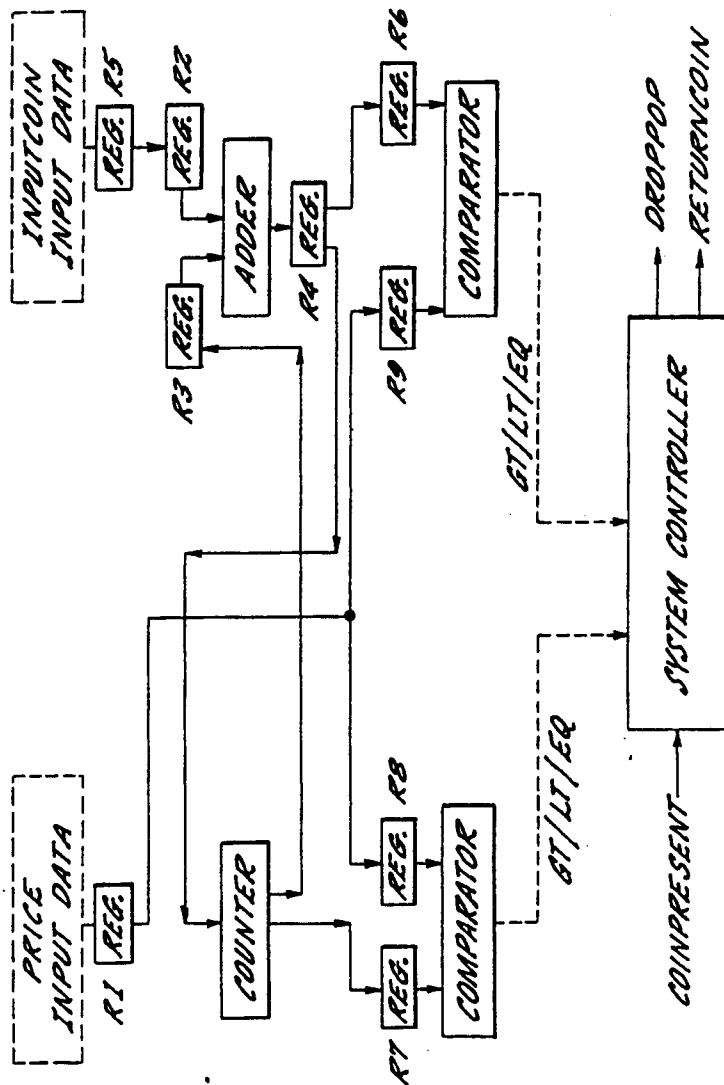 PRICE
INPUT DATA
REG.
R1
COUNTER
REG.
R7
REG.
R8
COMPARATOR
GT/LT/EQ
INPUTCOIN
INPUT DATA
REG.
R5
REG.
R2
R3
REG.
ADDER
REG.
R4
REG.
R9
REG.
R6
COMPARATOR
GT/LT/EQ
COINPRESENT
SYSTEM CONTROLLER
DROPPOP
RETURNCOIN